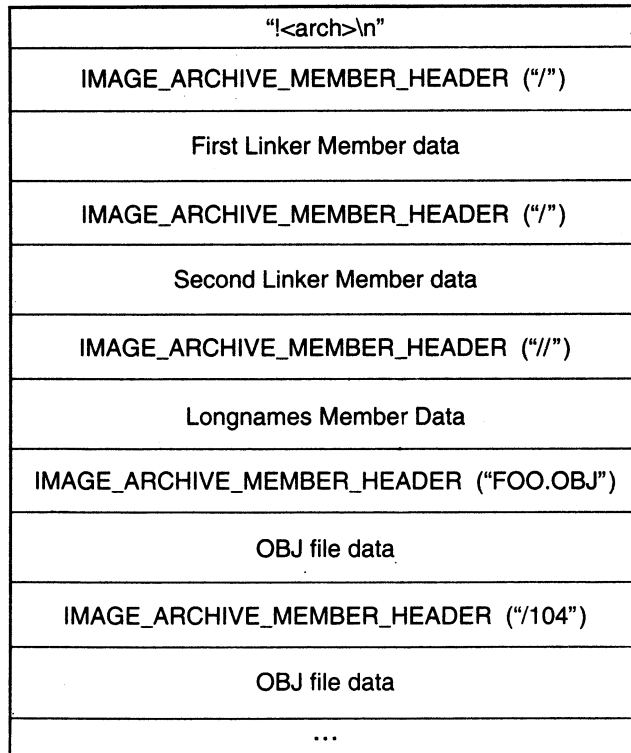 “!<arch>\n”
IMAGE_ARCHIVE_MEMBER_HEADER (“/”)
First Linker Member data
IMAGE_ARCHIVE_MEMBER_HEADER (“/”)
Second Linker Member data
IMAGE_ARCHIVE_MEMBER_HEADER (“//”)
Longnames Member Data
IMAGE_ARCHIVE_MEMBER_HEADER (“FOO.OBJ”)
OBJ file data
IMAGE_ARCHIVE_MEMBER_HEADER (“/104”)
OBJ file data
...